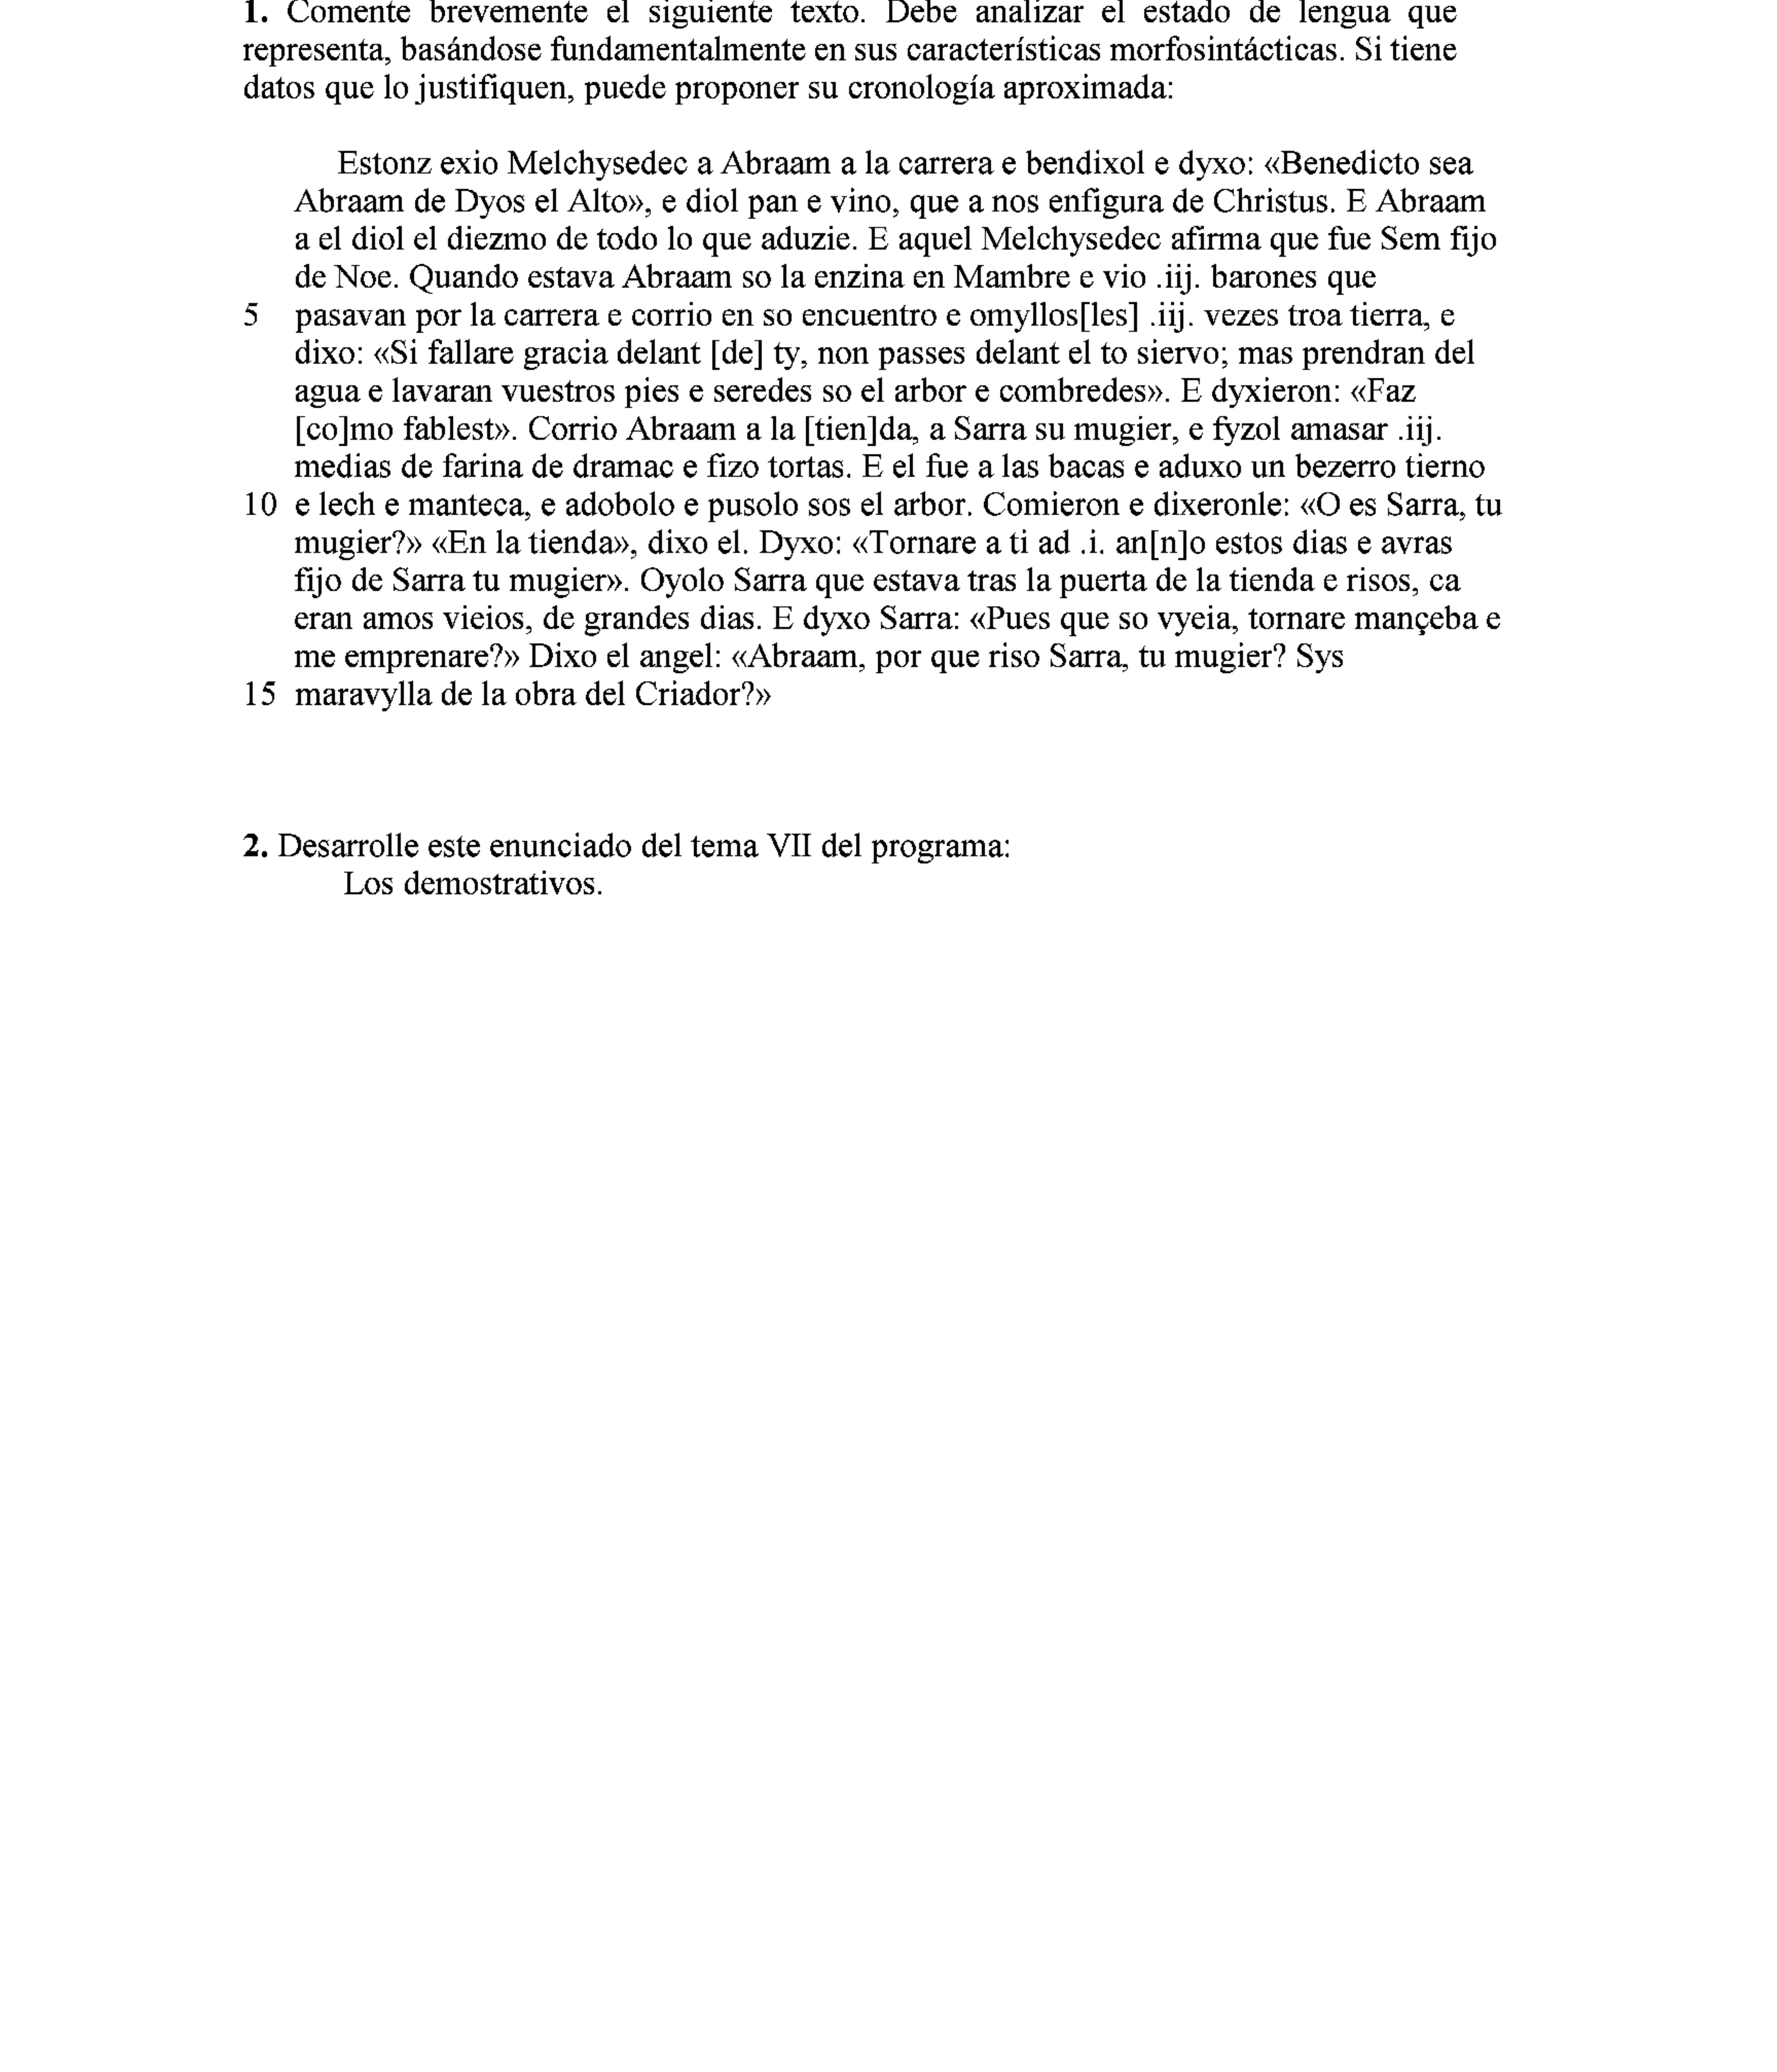 1. Comente brevemente el siguiente texto. Debe analizar el estado de lengua que
representa, basándose fundamentalmente en sus características morfosintácticas. Si tiene
datos que lo justifiquen, puede proponer su cronología aproximada:
Estonz exio Melchysedec a Abraam a la carrera e bendixol e dyxo: «Benedicto sea
Abraam de Dyos el Alto», e diol pan e vino, que a nos enfigura de Christus. E Abraam
a el diol el diezmo de todo lo que aduzie. E aquel Melchysedec afirma que fue Sem fijo
de Noe. Quando estava Abraam so la enzina en Mambre e vio .iij. barones que
5 pasavan por la carrera e corrio en so encuentro e omyllos[les] .iij. vezes troa tierra, e
dixo: «Si fallare gracia delant [de] ty, non passes delant el to siervo; mas prendran del
agua e lavaran vuestros pies e seredes so el arbor e combredes». E dyxieron: «Faz
[co]mo fablest». Corrio Abraam a la [tien]da, a Sarra su mugier, e fyzol amasar .iij.
medias de farina de dramac e fizo tortas. E el fue a las bacas e aduxo un bezerro tierno
10 e lech e manteca, e adobolo e pusolo sos el arbor. Comieron e dixeronle: «O es Sarra, tu
mugier?» «En la tienda», dixo el. Dyxo: «Tornare a ti ad .i. an[n]o estos dias e avras
fijo de Sarra tu mugier». Oyolo Sarra que estava tras la puerta de la tienda e risos, ca
eran amos vieios, de grandes dias. E dyxo Sarra: «Pues que so vyeia, tornare mançeba e
me emprenare?» Dixo el angel: «Abraam, por que riso Sarra, tu mugier? Sys
15 maravylla de la obra del Criador?»
2. Desarrolle este enunciado del tema VII del programa:
Los demostrativos.